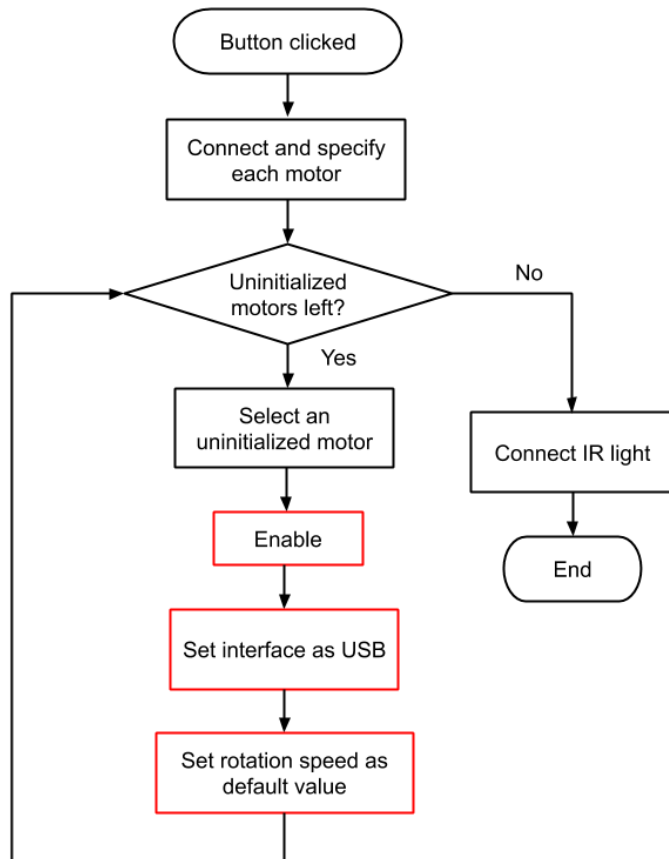 Button clicked
Connect and specify
each motor
Uninitialized
motors left?
No
Yes
Select an
uninitialized motor
Connect IR light
Enable
End
Set interface as USB
Set rotation speed as
default value